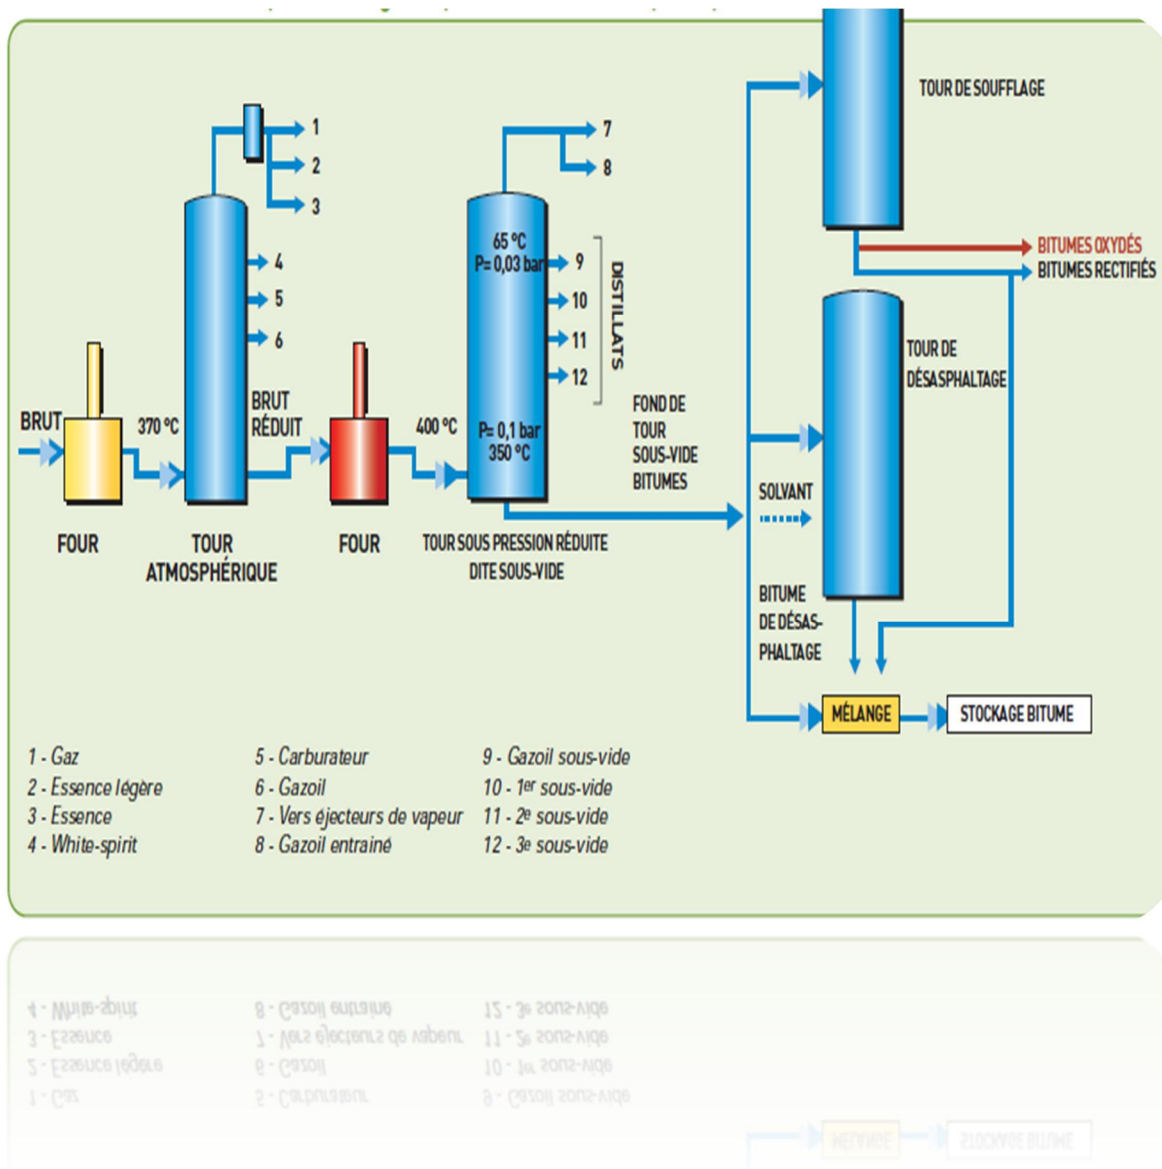 TOUR DE SOUFFLAGE
1
2
3
4
5
6
7
8
65 °C
P= 0,03 bar
9
10
11
12
DISTILLATS
P= 0,1 bar
350 °C
BITUMES OXYDÉS
BITUMES RECTIFIÉS
TOUR DE
DÉSASPHALTAGE
BRUT
370 °C
BRUT
RÉDUIT
400 °C
FOND DE
TOUR
SOUS-VIDE
BITUMES
SOLVANT
FOUR
TOUR
ATMOSPHÉRIQUE
FOUR
TOUR SOUS PRESSION RÉDUITE
DITE SOUS-VIDE
BITUME
DE DÉSAS-
PHALTAGE
MÉLANGE
STOCKAGE BITUME
1 - Gaz
2 - Essence légère
3 - Essence
4 - White-spirit
5 - Carburateur
6 - Gazoil
7 - Vers éjecteurs de vapeur
8 - Gazoil entrainé
9 - Gazoil sous-vide
10 - 1er sous-vide
11 - 2e sous-vide
12 - 3e sous-vide